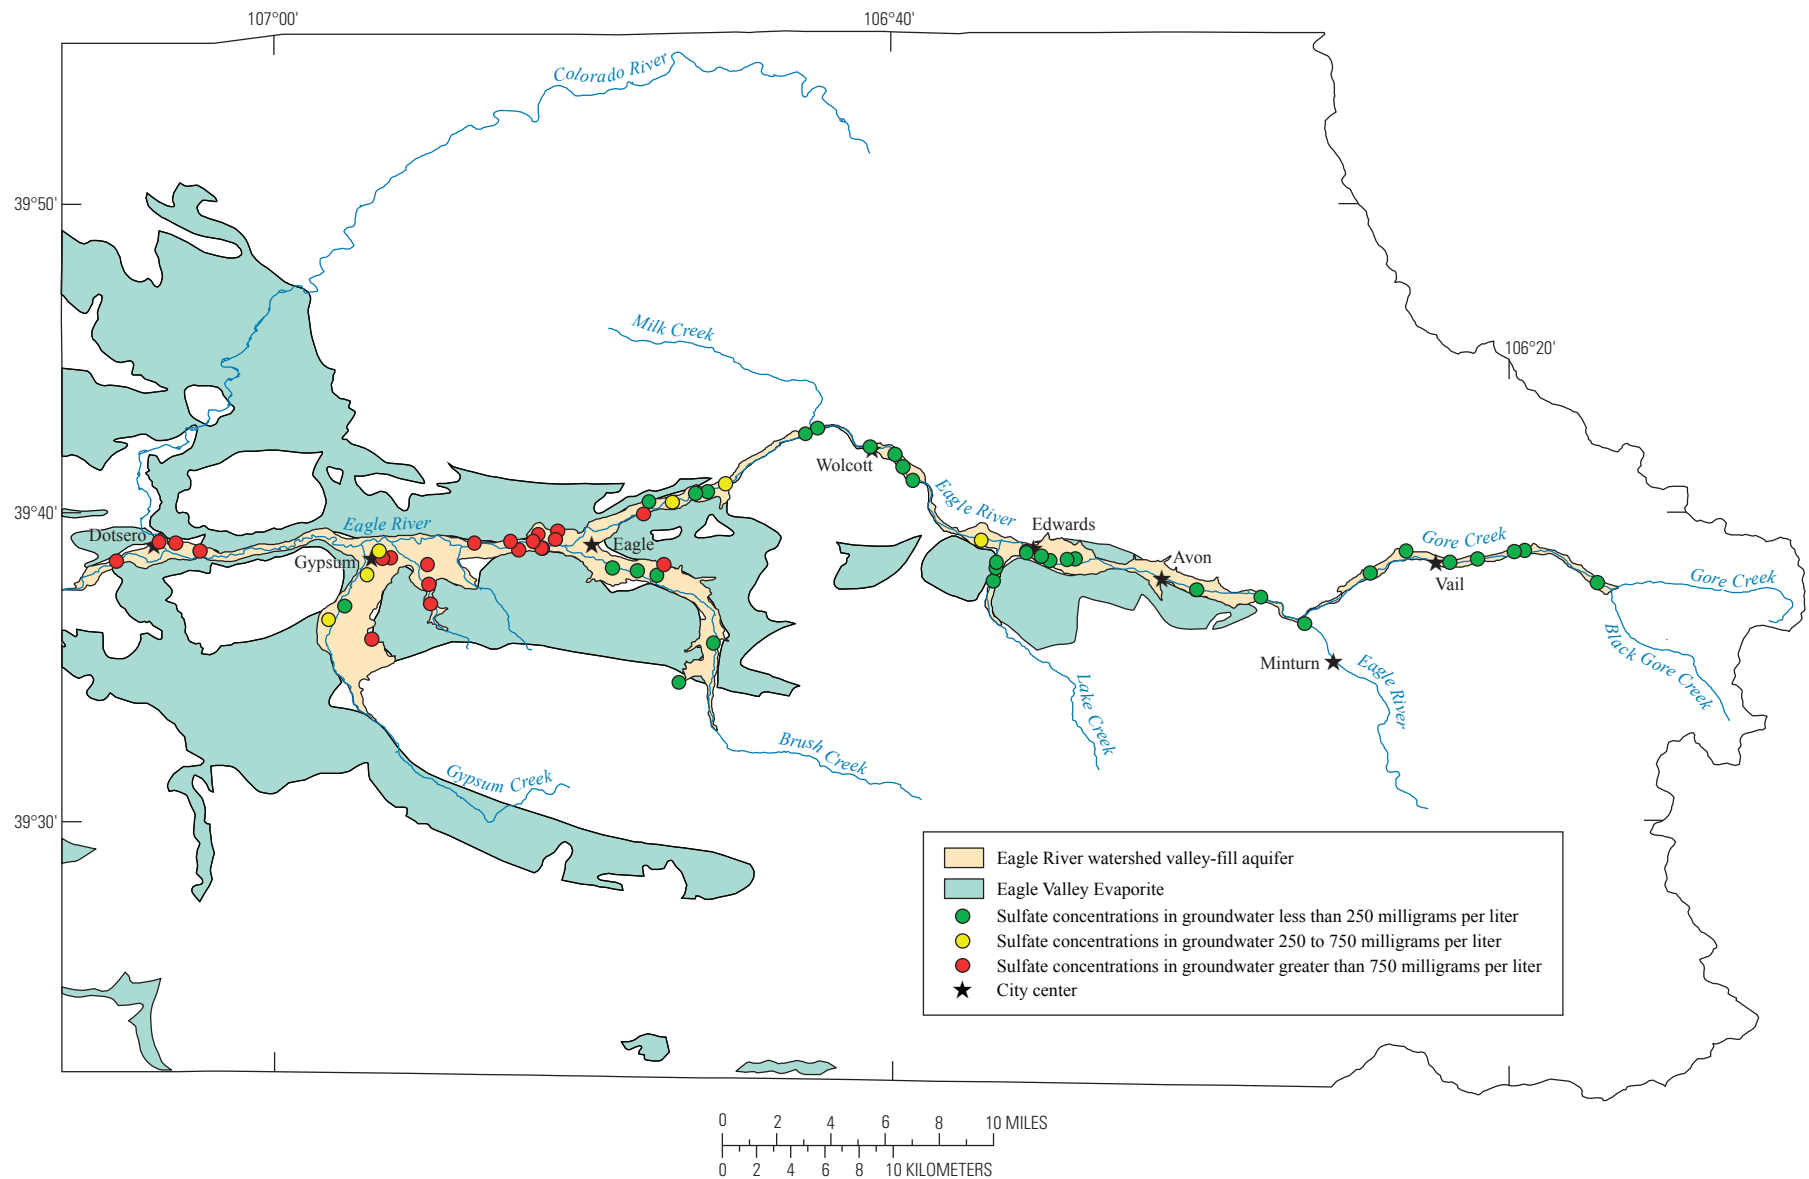 107°00'
106°40'
Colorado River
39°50'
Milk Creek
106°20'
Wolcott
Eagle River
39°40'
Eagle River
Edwards
Dotsero
Gore Creek
Eagle
Avon
Gypsum
Vail
Gore Creek
Black Gore Creek
Minturn
Eagle River
Lake Creek
Brush Creek
Gypsum Creek
39°30'
Eagle River watershed valley-fill aquifer
Eagle Valley Evaporite
Sulfate concentrations in groundwater less than 250 milligrams per liter
Sulfate concentrations in groundwater 250 to 750 milligrams per liter
Sulfate concentrations in groundwater greater than 750 milligrams per liter
City center
0 2 4 6 8 10 MILES
0 2 4 6 8 10 KILOMETERS